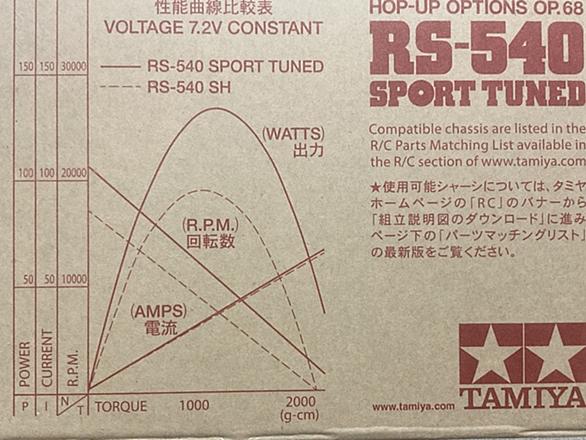 性能曲線比較表
VOLTAGE 7.2V CONSTANT
RS-540 SPORT TUNED
RS-540 SH
150 150 30000
100 100 20000
50 50 10000
(WATTS)
出力
(R.P.M.)
回転数
(AMPS)
電流
POWER
CURRENT
R.P.M.
P I N T
TORQUE 1000 2000
(g-cm)
HOP-UP OPTIONS OP.68
RS-540
SPORT TUNED
Compatible chassis are listed in the
R/C Parts Matching List available in
the R/C section of www.tamiya.com
★使用可能シャーシについては、タミヤ
ホームページの「RC」のバナーから
「組立説明図のダウンロード」に進み
ページ下の「パーツマッチングリスト」
の最新版をご覧ください。
www.tamiya.com
TAMIYA